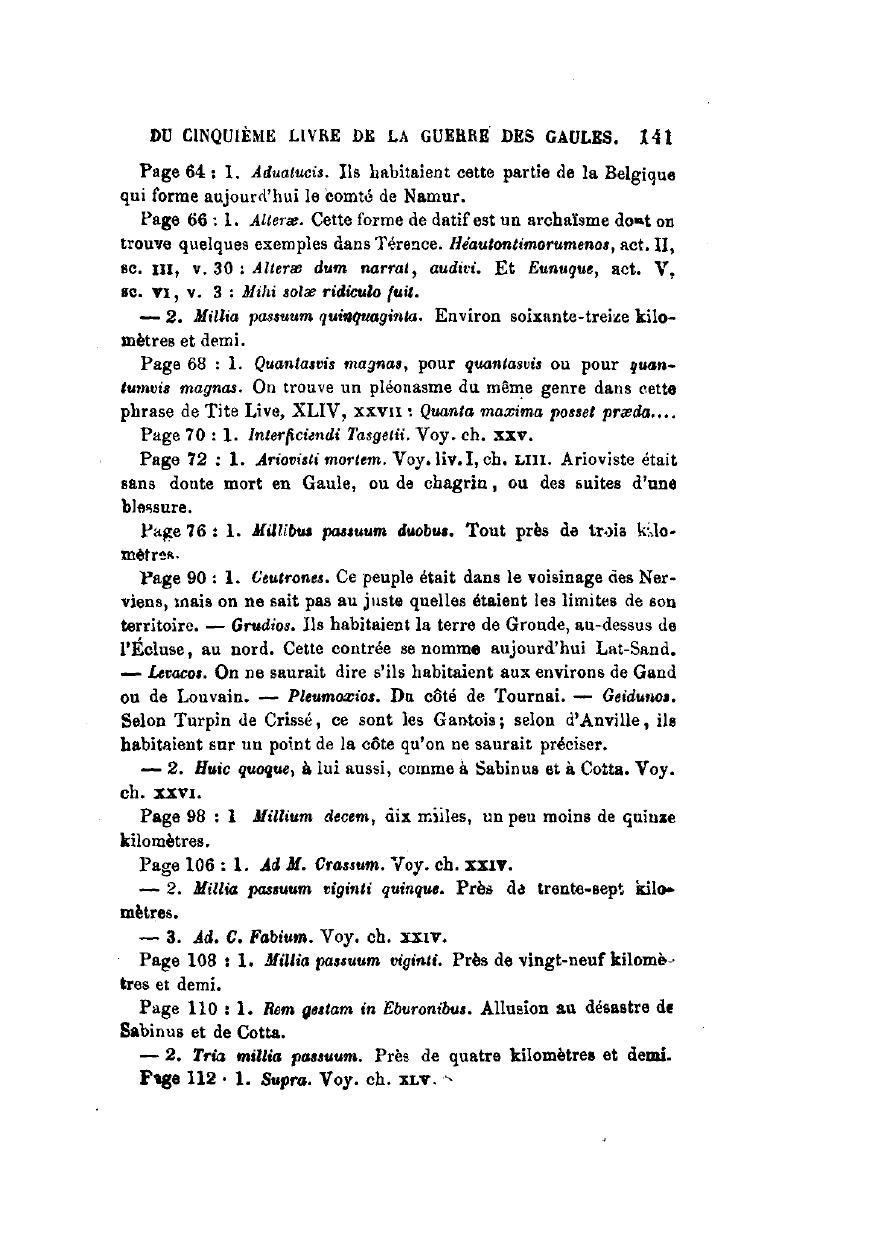 DU CINQUIÈME LIVRE DE LA GUERRE DES GAULES. 141
Page 64 : 1. Aduatucis. Ils habitaient cette partie de la Belgique
qui forme aujourd'hui le comté de Namur.
Page 66 : 1. Alteræ. Cette forme de datif est un archaïsme dont on
trouve quelques exemples dans Térence. Héautontimorumenos, act. II,
sc. III, v. 30 : Alteræ dum narrat, audivi. Et Eunuque, act. V,
sc. VI, v. 3 : Mihi solæ ridiculo fuit.
— 2. Millia passuum quinquaginta. Environ soixante-treize kilo-
mètres et demi.
Page 68 : 1. Quantasvis magnas, pour quantasvis ou pour quan-
tumvis magnas. On trouve un pléonasme du même genre dans cette
phrase de Tite Live, XLIV, XXVII : Quanta maxima posset præda....
Page 70 : 1. Interficiendi Tasgetii. Voy. ch. XXV.
Page 72 : 1. Ariovisti mortem. Voy. liv. I, ch. LIII. Arioviste était
sans doute mort en Gaule, ou de chagrin, ou des suites d'une
blessure.
Page 76 : 1. Millibus passuum duobus. Tout près de trois kilo-
mètres.
Page 90 : 1. Ceutrones. Ce peuple était dans le voisinage des Ner-
viens, mais on ne sait pas au juste quelles étaient les limites de son
territoire. — Grudios. Ils habitaient la terre de Groude, au-dessus de
l'Écluse, au nord. Cette contrée se nomme aujourd'hui Lat-Sand.
— Levacos. On ne saurait dire s'ils habitaient aux environs de Gand
ou de Louvain. — Pleumoxios. Du côté de Tournai. — Geidunos.
Selon Turpin de Crissé, ce sont les Gantois; selon d'Anville, ils
habitaient sur un point de la côte qu'on ne saurait préciser.
— 2. Huic quoque, à lui aussi, comme à Sabinus et à Cotta. Voy.
ch. XXVI.
Page 98 : 1 Millium decem, dix milles, un peu moins de quinze
kilomètres.
Page 106 : 1. Ad M. Crassum. Voy. ch. XXIV.
— 2. Millia passuum viginti quinque. Près de trente-sept kilo-
mètres.
— 3. Ad. C. Fabium. Voy. ch. XXIV.
Page 108 : 1. Millia passuum viginti. Près de vingt-neuf kilomè-
tres et demi.
Page 110 : 1. Rem gestam in Eburonibus. Allusion au désastre de
Sabinus et de Cotta.
— 2. Tria millia passuum. Près de quatre kilomètres et demi.
Page 112 · 1. Supra. Voy. ch. XLV.